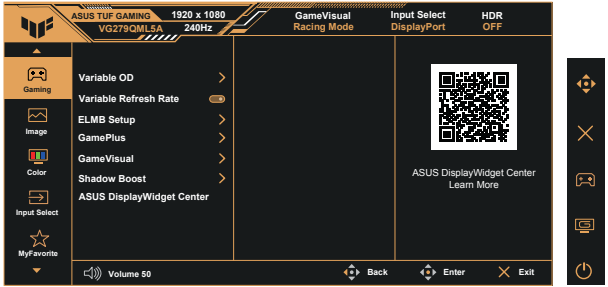 ASUS TUF GAMING 1920 x 1080 GameVisual Input Select HDR
VG279QML5A 240Hz Racing Mode DisplayPort OFF
Gaming
Image
Color
Input Select
MyFavorite
Variable OD
Variable Refresh Rate
ELMB Setup
GamePlus
GameVisual
Shadow Boost
ASUS DisplayWidget Center
ASUS DisplayWidget Center
Learn More
Volume 50 Back Enter Exit